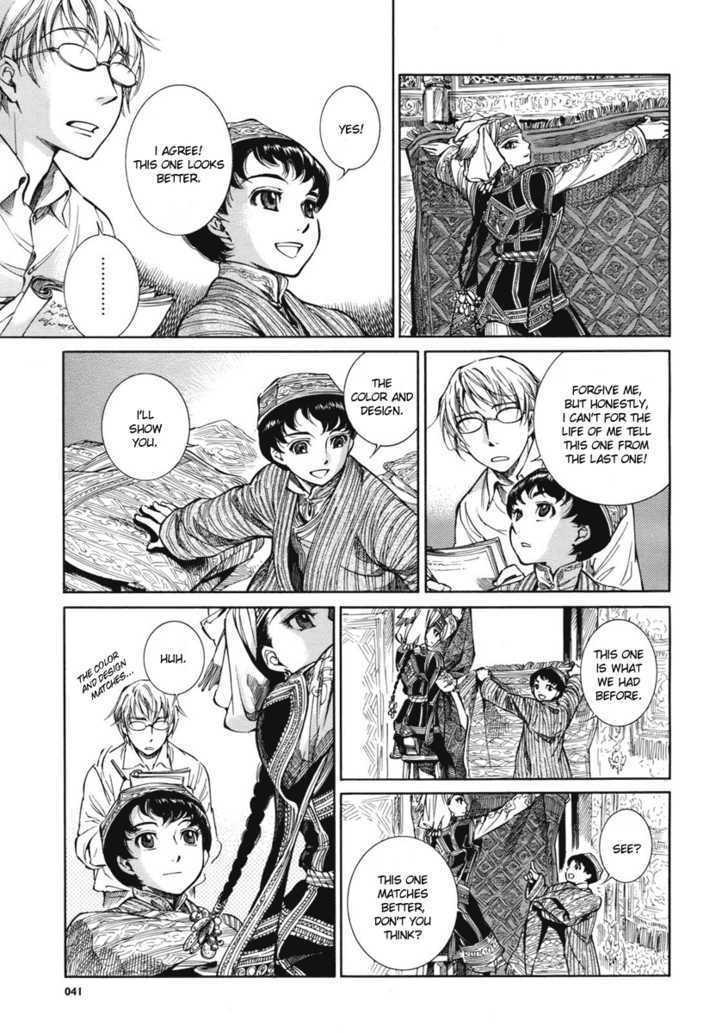 YES!
I AGREE!
THIS ONE LOOKS
BETTER.
.........
FORGIVE ME,
BUT HONESTLY,
I CAN'T FOR THE
LIFE OF ME TELL
THIS ONE FROM
THE LAST ONE!
THE
COLOR AND
DESIGN.
I'LL
SHOW
YOU.
THIS ONE
IS WHAT
WE HAD
BEFORE.
SEE?
THIS ONE
MATCHES
BETTER,
DON'T YOU
THINK?
HUH.
THE COLOR
AND DESIGN
MATCHES...
041